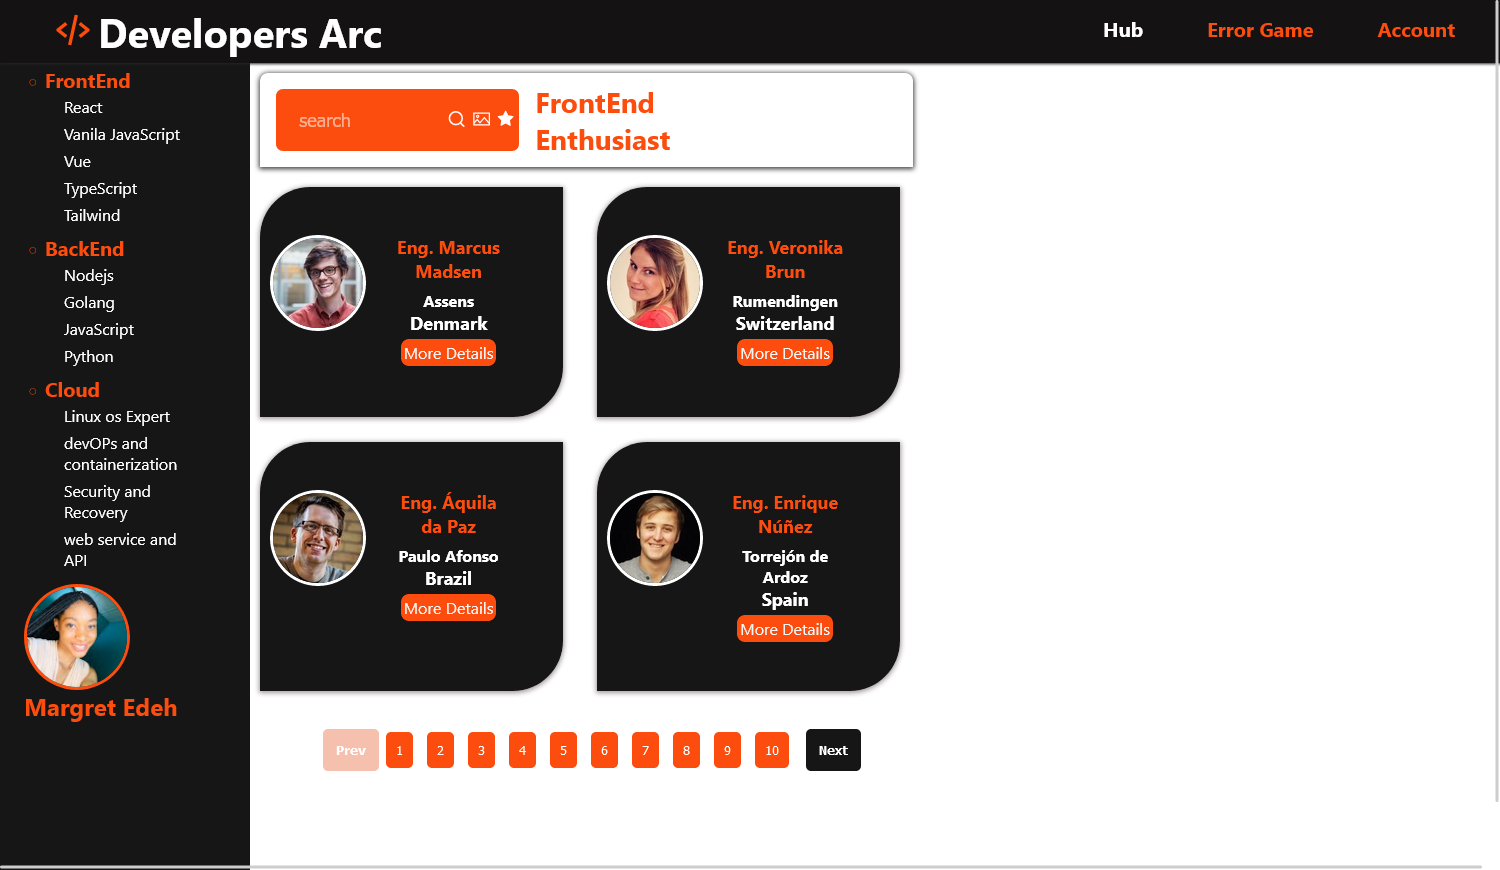 </> Developers Arc
Hub
Error Game
Account
FrontEnd
React
Vanila JavaScript
Vue
TypeScript
Tailwind
BackEnd
Nodejs
Golang
JavaScript
Python
Cloud
Linux os Expert
devOPs and
containerization
Security and
Recovery
web service and
API
Margret Edeh
search
FrontEnd
Enthusiast
Eng. Marcus
Madsen
Assens
Denmark
More Details
Eng. Veronika
Brun
Rumendingen
Switzerland
More Details
Eng. Áquila
da Paz
Paulo Afonso
Brazil
More Details
Eng. Enrique
Núñez
Torrejón de
Ardoz
Spain
More Details
Prev 1 2 3 4 5 6 7 8 9 10 Next